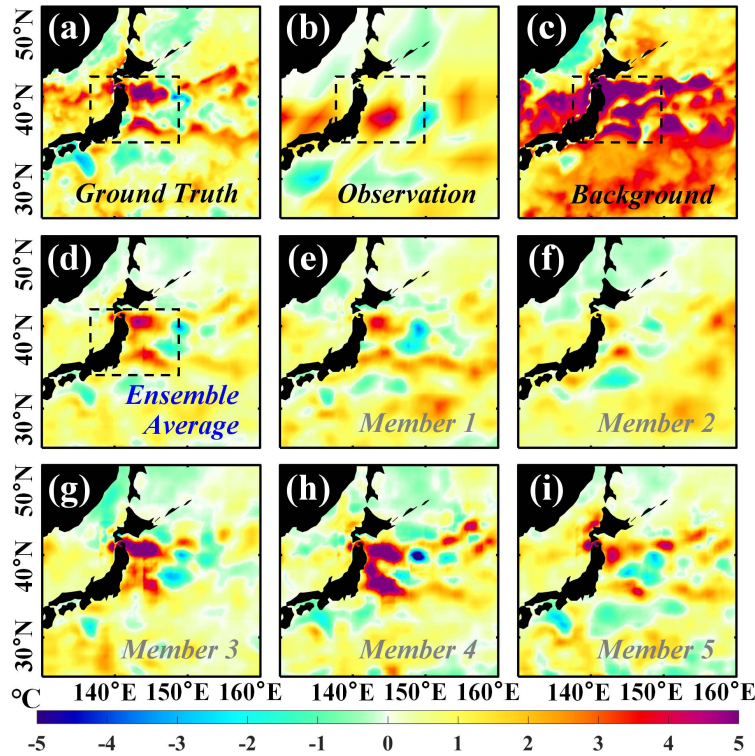 (a)
(b)
(c)
50°N
40°N
30°N
Ground Truth
Observation
Background
(d)
(e)
(f)
50°N
40°N
30°N
Ensemble
Average
Member 1
Member 2
(g)
(h)
(i)
50°N
40°N
30°N
Member 3
Member 4
Member 5
°C
140°E 150°E 160°E
140°E 150°E 160°E
140°E 150°E 160°E
-5 -4 -3 -2 -1 0 1 2 3 4 5